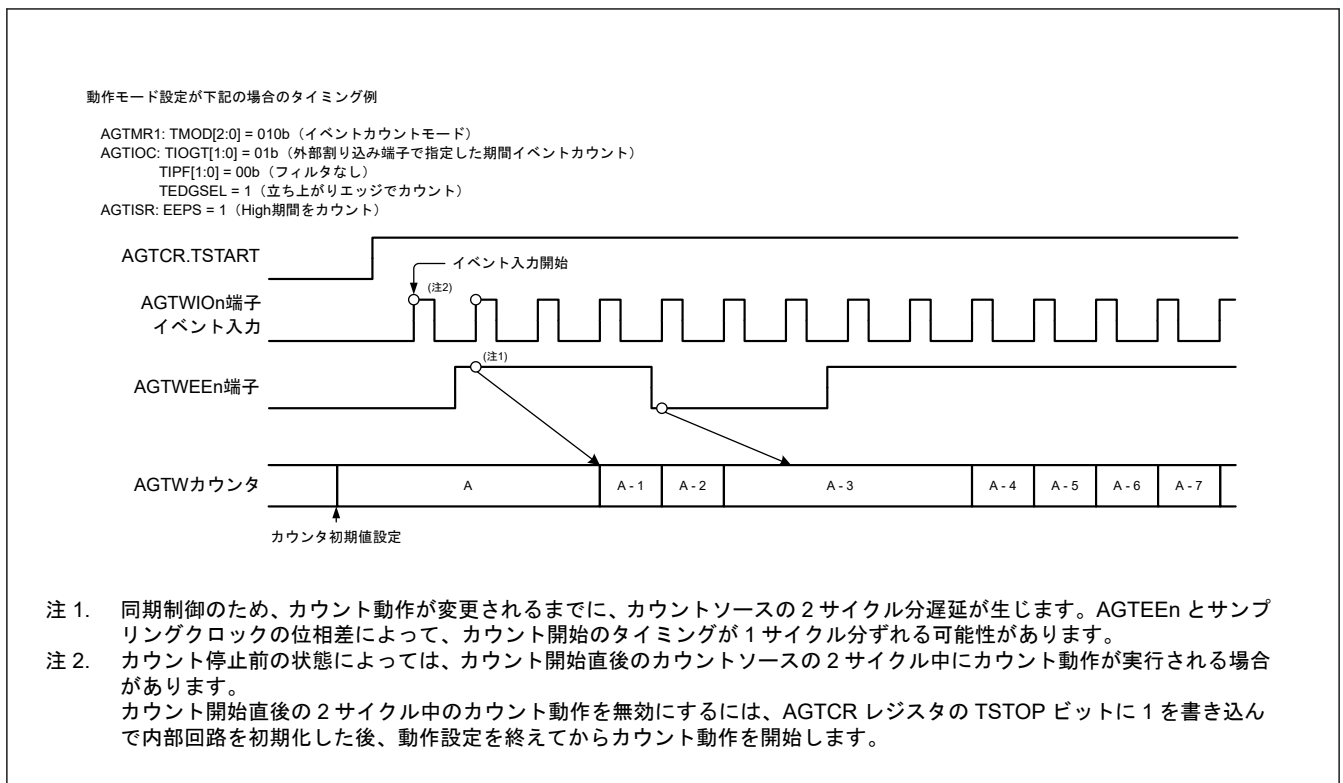 動作モード設定が下記の場合のタイミング例
AGTMR1: TMOD[2:0] = 010b（イベントカウントモード）
AGTIOC: TIOGT[1:0] = 01b（外部割り込み端子で指定した期間イベントカウント）
TIPF[1:0] = 00b（フィルタなし）
TEDGSEL = 1（立ち上がりエッジでカウント）
AGTISR: EEPS = 1（High期間をカウント）
AGTCR.TSTART
イベント入力開始
(注2)
AGTWIOn端子
イベント入力
(注1)
AGTWEEn端子
AGTWカウンタ
A
A - 1
A - 2
A - 3
A - 4
A - 5
A - 6
A - 7
カウンタ初期値設定
注 1. 同期制御のため、カウント動作が変更されるまでに、カウントソースの 2 サイクル分遅延が生じます。AGTEEn とサンプ
リングクロックの位相差によって、カウント開始のタイミングが 1 サイクル分ずれる可能性があります。
注 2. カウント停止前の状態によっては、カウント開始直後のカウントソースの 2 サイクル中にカウント動作が実行される場合
があります。
カウント開始直後の 2 サイクル中のカウント動作を無効にするには、AGTCR レジスタの TSTOP ビットに 1 を書き込ん
で内部回路を初期化した後、動作設定を終えてからカウント動作を開始します。